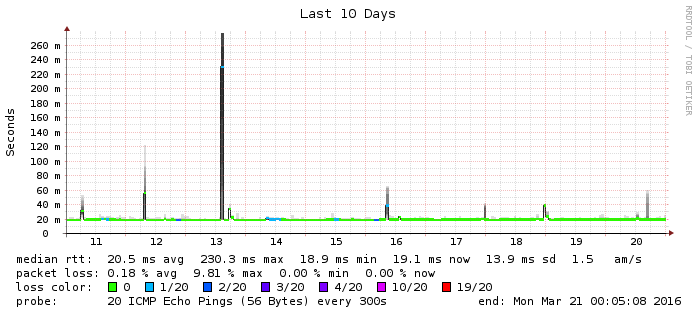 Last 10 Days
RRDTOOL / TOBI OETIKER
Seconds
260 m
240 m
220 m
200 m
180 m
160 m
140 m
120 m
100 m
80 m
60 m
40 m
20 m
0
11 12 13 14 15 16 17 18 19 20
median rtt: 20.5 ms avg 230.3 ms max 18.9 ms min 19.1 ms now 13.9 ms sd 1.5 am/s
packet loss: 0.18 % avg 9.81 % max 0.00 % min 0.00 % now
loss color: 0 1/20 2/20 3/20 4/20 10/20 19/20
probe: 20 ICMP Echo Pings (56 Bytes) every 300s end: Mon Mar 21 00:05:08 2016